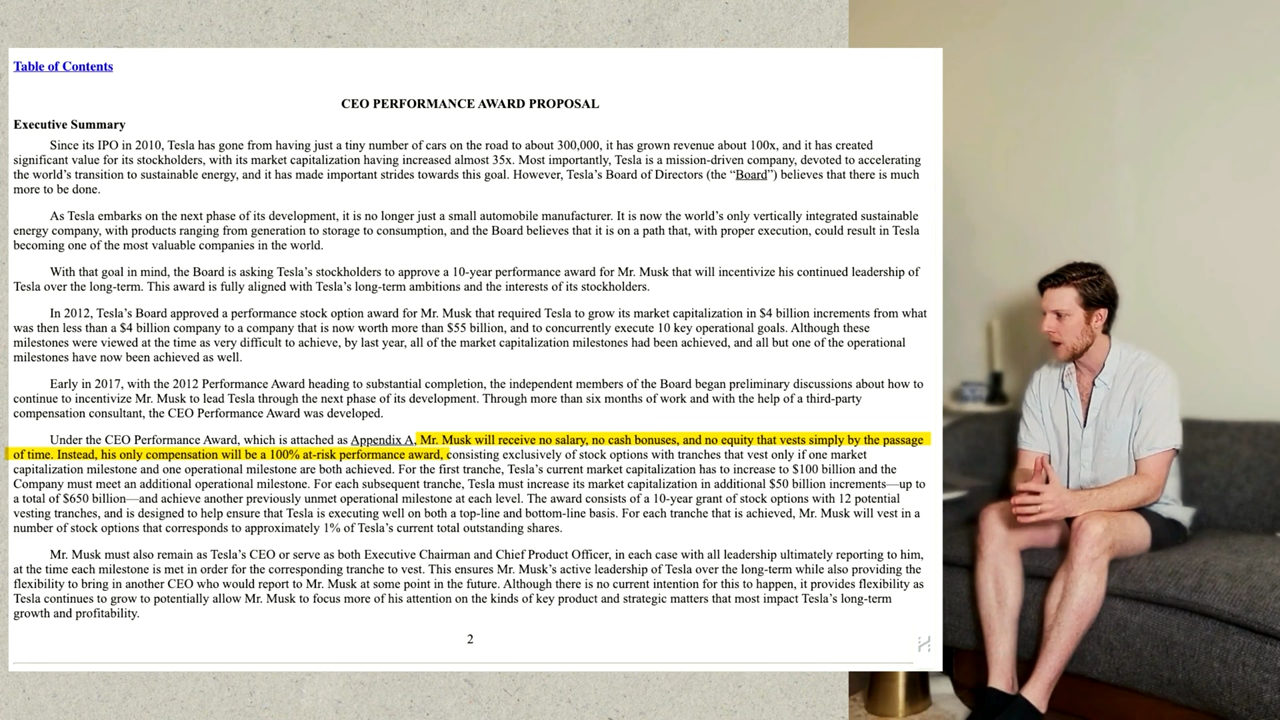 Table of Contents
CEO PERFORMANCE AWARD PROPOSAL
Executive Summary
Since its IPO in 2010, Tesla has gone from having just a tiny number of cars on the road to about 300,000, it has grown revenue about 100x, and it has created
significant value for its stockholders, with its market capitalization having increased almost 35x. Most importantly, Tesla is a mission-driven company, devoted to accelerating
the world’s transition to sustainable energy, and it has made important strides towards this goal. However, Tesla’s Board of Directors (the “Board”) believes that there is much
more to be done.
As Tesla embarks on the next phase of its development, it is no longer just a small automobile manufacturer. It is now the world’s only vertically integrated sustainable
energy company, with products ranging from generation to storage to consumption, and the Board believes that it is on a path that, with proper execution, could result in Tesla
becoming one of the most valuable companies in the world.
With that goal in mind, the Board is asking Tesla’s stockholders to approve a 10-year performance award for Mr. Musk that will incentivize his continued leadership of
Tesla over the long-term. This award is fully aligned with Tesla’s long-term ambitions and the interests of its stockholders.
In 2012, Tesla’s Board approved a performance stock option award for Mr. Musk that required Tesla to grow its market capitalization in $4 billion increments from what
was then less than a $4 billion company to a company that is now worth more than $55 billion, and to concurrently execute 10 key operational goals. Although these
milestones were viewed at the time as very difficult to achieve, by last year, all of the market capitalization milestones had been achieved, and all but one of the operational
milestones have now been achieved as well.
Early in 2017, with the 2012 Performance Award heading to substantial completion, the independent members of the Board began preliminary discussions about how to
continue to incentivize Mr. Musk to lead Tesla through the next phase of its development. Through more than six months of work and with the help of a third-party
compensation consultant, the CEO Performance Award was developed.
Under the CEO Performance Award, which is attached as Appendix A, Mr. Musk will receive no salary, no cash bonuses, and no equity that vests simply by the passage
of time. Instead, his only compensation will be a 100% at-risk performance award, consisting exclusively of stock options with tranches that vest only if one market
capitalization milestone and one operational milestone are both achieved. For the first tranche, Tesla’s current market capitalization has to increase to $100 billion and the
Company must meet an additional operational milestone. For each subsequent tranche, Tesla must increase its market capitalization in additional $50 billion increments—up to
a total of $650 billion—and achieve another previously unmet operational milestone at each level. The award consists of a 10-year grant of stock options with 12 potential
vesting tranches, and is designed to help ensure that Tesla is executing well on both a top-line and bottom-line basis. For each tranche that is achieved, Mr. Musk will vest in a
number of stock options that corresponds to approximately 1% of Tesla’s current total outstanding shares.
Mr. Musk must also remain as Tesla’s CEO or serve as both Executive Chairman and Chief Product Officer, in each case with all leadership ultimately reporting to him,
at the time each milestone is met in order for the corresponding tranche to vest. This ensures Mr. Musk’s active leadership of Tesla over the long-term while also providing the
flexibility to bring in another CEO who would report to Mr. Musk at some point in the future. Although there is no current intention for this to happen, it provides flexibility as
Tesla continues to grow to potentially allow Mr. Musk to focus more of his attention on the kinds of key product and strategic matters that most impact Tesla’s long-term
growth and profitability.
2